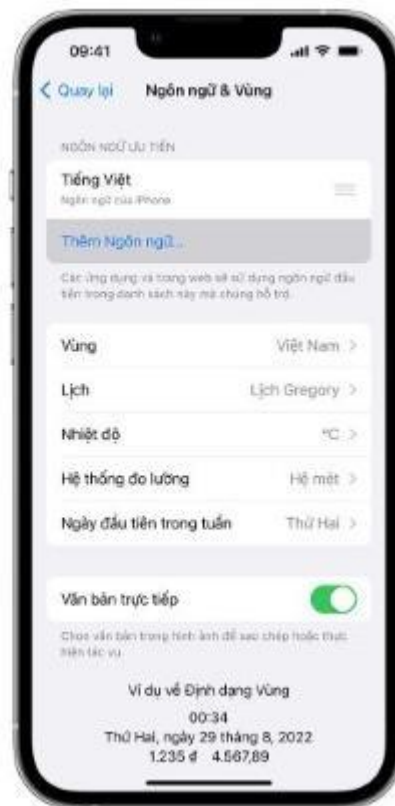 09:41
Quay lại
Ngôn ngữ & Vùng
NGÔN NGỮ ƯU TIÊN
Tiếng Việt
Ngôn ngữ của iPhone
Thêm Ngôn ngữ...
Các ứng dụng và trang web sẽ sử dụng ngôn ngữ đầu
tiên trong danh sách này mà chúng hỗ trợ.
Vùng Việt Nam
Lịch Lịch Gregory
Nhiệt độ °C
Hệ thống đo lường Hệ mét
Ngày đầu tiên trong tuần Thứ Hai
Văn bản trực tiếp
Chọn văn bản trong hình ảnh để sao chép hoặc thực
hiện tác vụ.
Ví dụ về Định dạng Vùng
00:34
Thứ Hai, ngày 29 tháng 8, 2022
1.235 ₫ 4.567,89